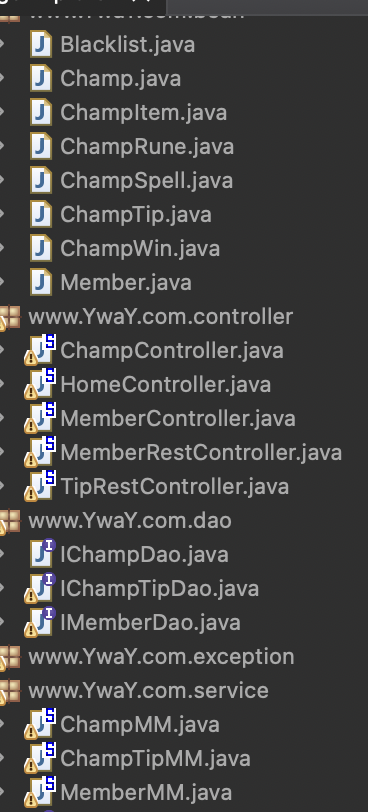 Blacklist.java
Champ.java
ChampItem.java
ChampRune.java
ChampSpell.java
ChampTip.java
ChampWin.java
Member.java
www.YwaY.com.controller
ChampController.java
HomeController.java
MemberController.java
MemberRestController.java
TipRestController.java
www.YwaY.com.dao
IChampDao.java
IChampTipDao.java
IMemberDao.java
www.YwaY.com.exception
www.YwaY.com.service
ChampMM.java
ChampTipMM.java
MemberMM.java